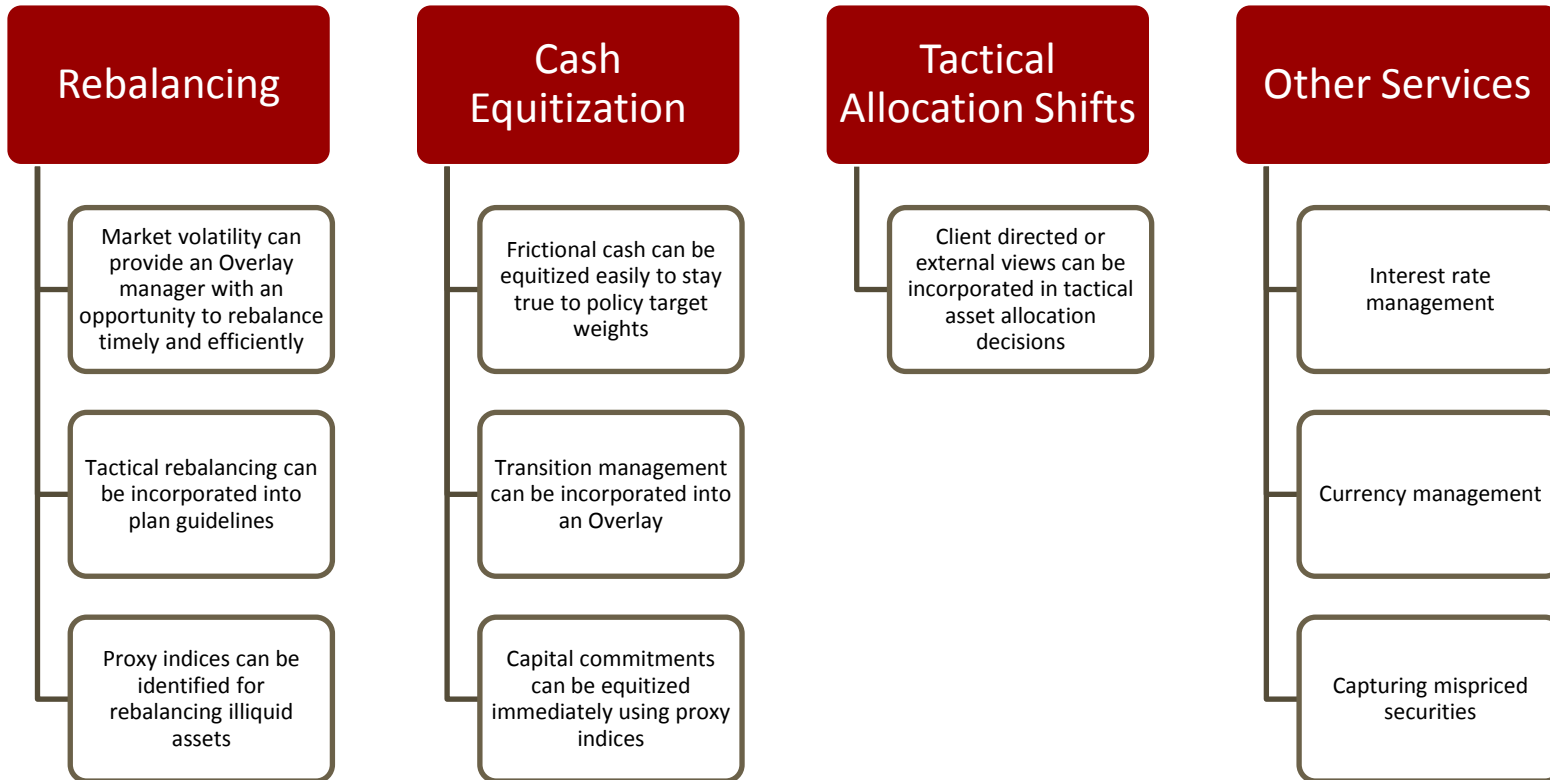 Rebalancing
Market volatility can
provide an Overlay
manager with an
opportunity to rebalance
timely and efficiently
Tactical rebalancing can
be incorporated into
plan guidelines
Proxy indices can be
identified for
rebalancing illiquid
assets
Cash
Equitization
Frictional cash can be
equitized easily to stay
true to policy target
weights
Transition management
can be incorporated into
an Overlay
Capital commitments
can be equitized
immediately using proxy
indices
Tactical
Allocation Shifts
Client directed or
external views can be
incorporated in tactical
asset allocation
decisions
Other Services
Interest rate
management
Currency management
Capturing mispriced
securities